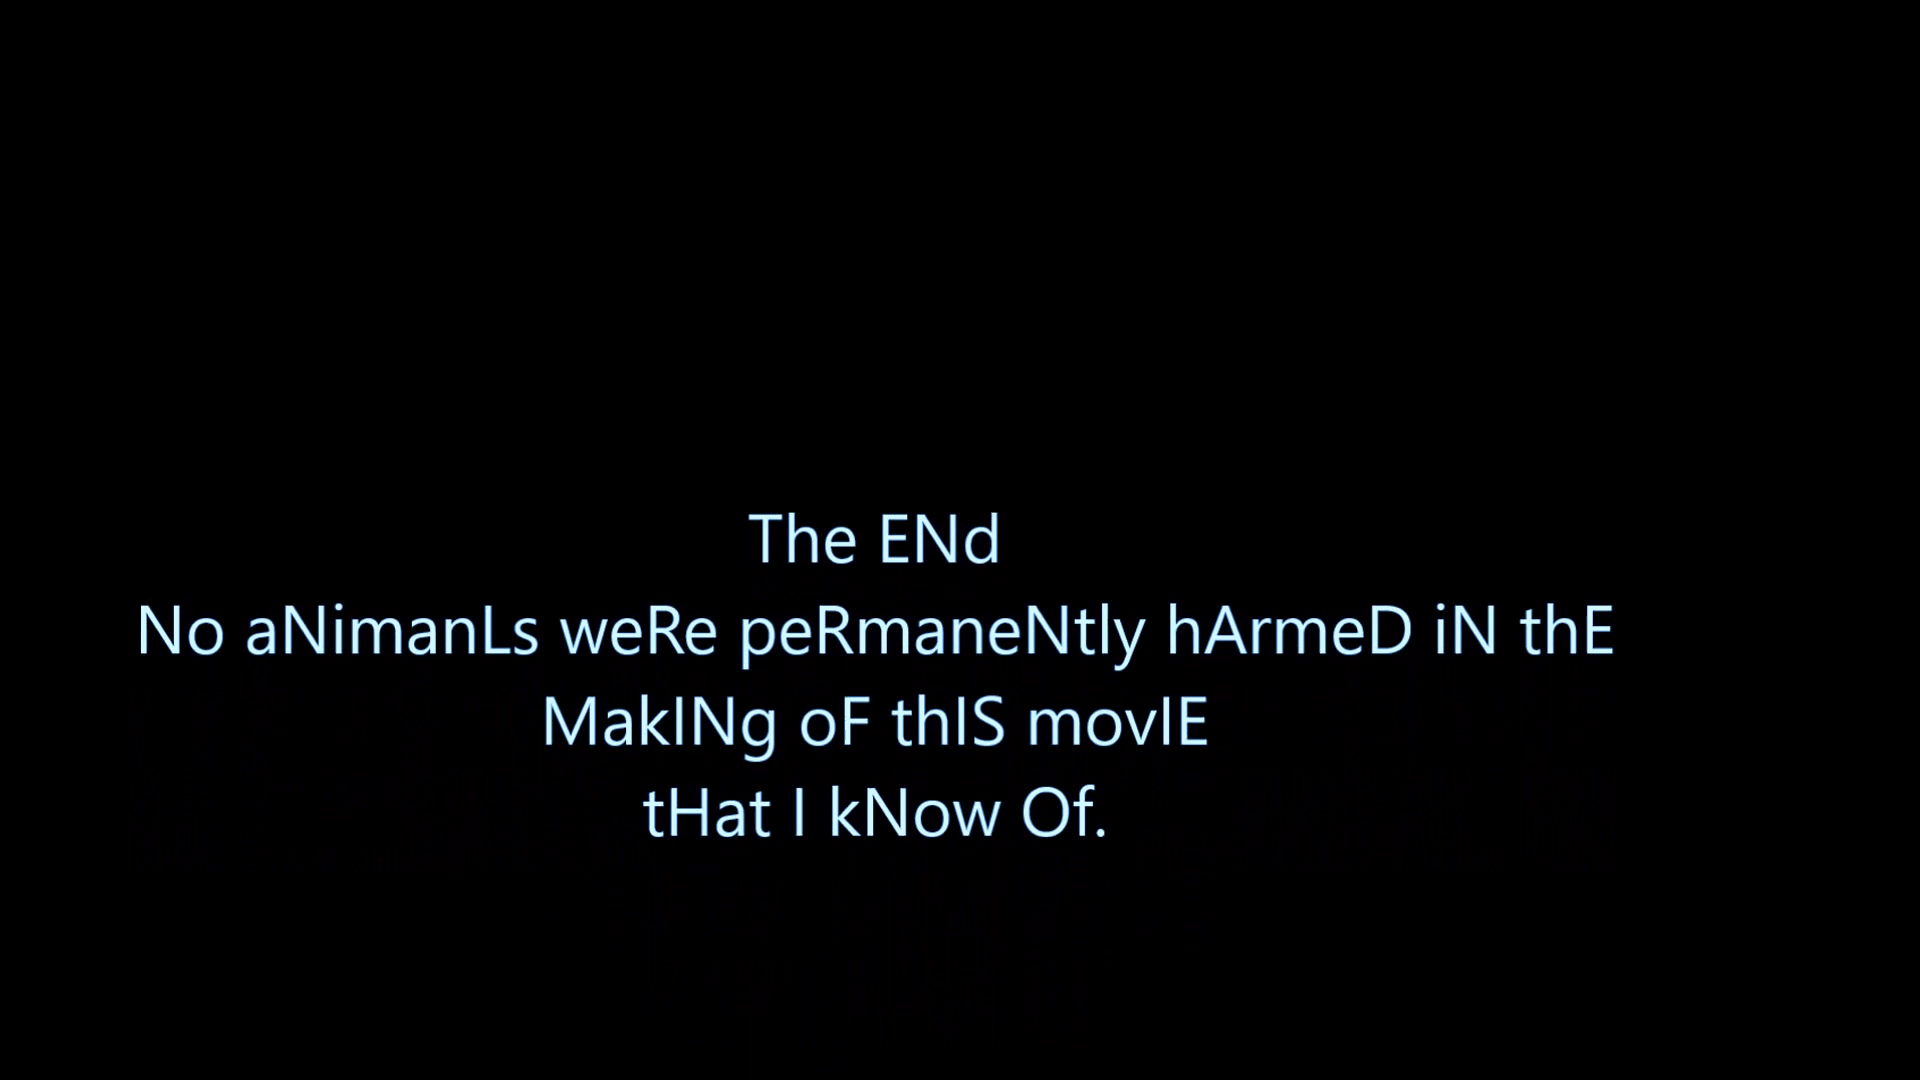 The ENd
No aNimanLs weRe peRmaneNtly hArmeD iN thE
MakINg oF thIS movIE
tHat I kNow Of.